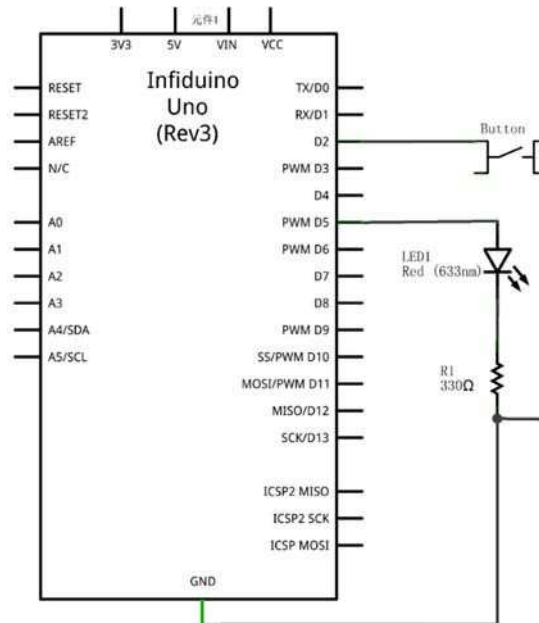 元件1
3V3 5V VIN VCC
Infiduino
Uno
(Rev3)
RESET
RESET2
AREF
N/C
A0
A1
A2
A3
A4/SDA
A5/SCL
TX/D0
RX/D1
D2
PWM D3
D4
PWM D5
PWM D6
D7
D8
PWM D9
SS/PWM D10
MOSI/PWM D11
MISO/D12
SCK/D13
ICSP2 MISO
ICSP2 SCK
ICSP MOSI
GND
Button
LED1
Red (633nm)
R1
330Ω